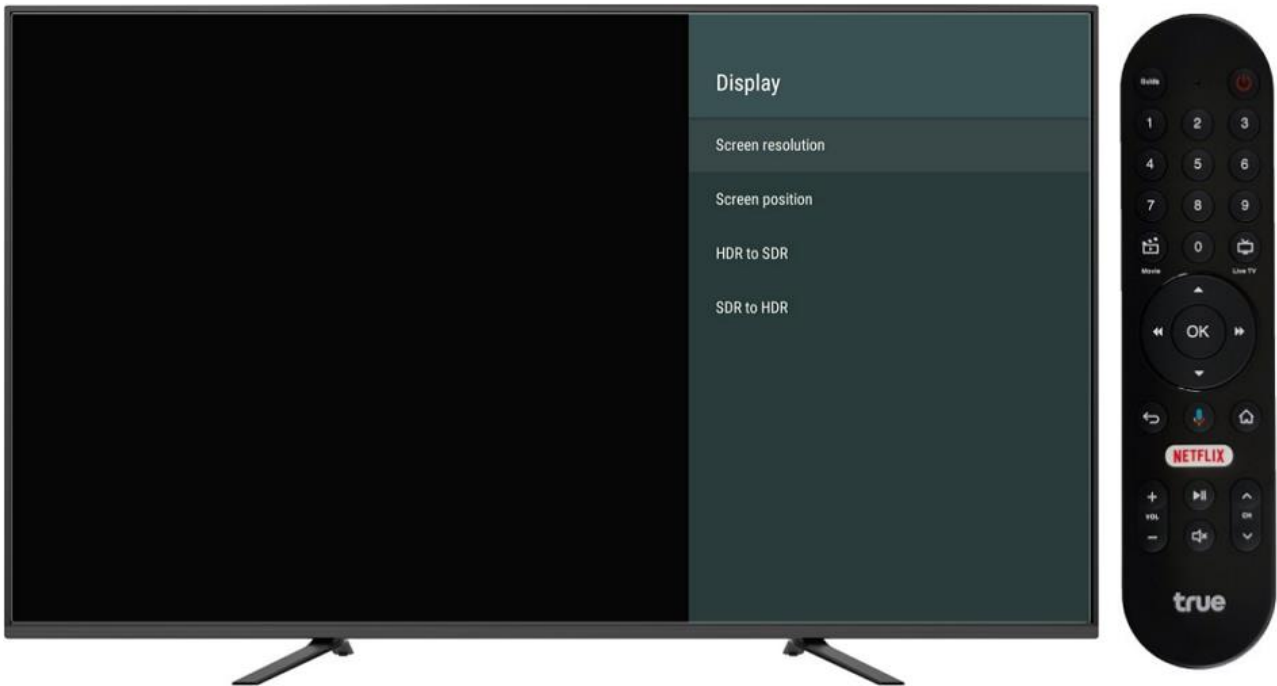 Display
Screen resolution
Screen position
HDR to SDR
SDR to HDR
Guide
1 2 3
4 5 6
7 8 9
0
Movie Live TV
OK
NETFLIX
+
VOL CH
−
true